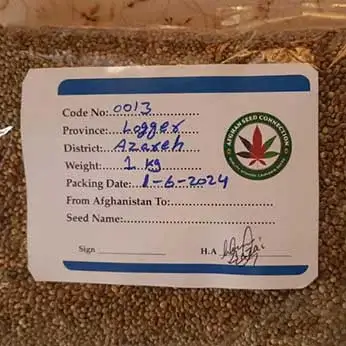 Code No: 0013
Province: Logger
District: Azareh
Weight: 1 kg
Packing Date: 1-6-2024
From Afghanistan To:
Seed Name:
AFGHAN SEED CONNECTION
Sign
H.A